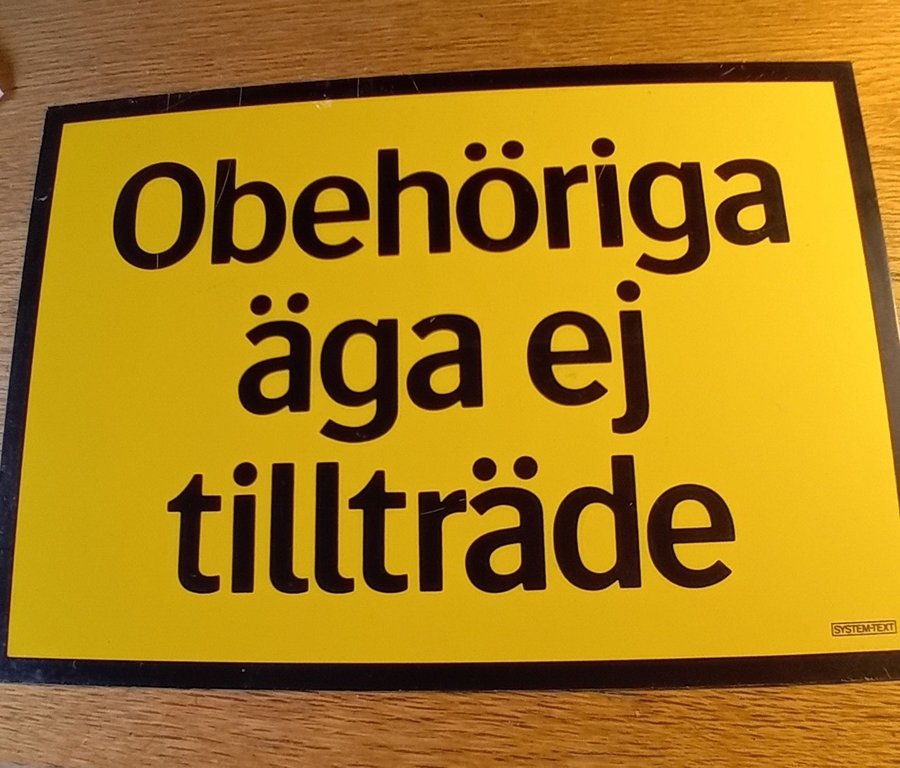 Obehöriga
äga ej
tillträde
SYSTEM-TEXT